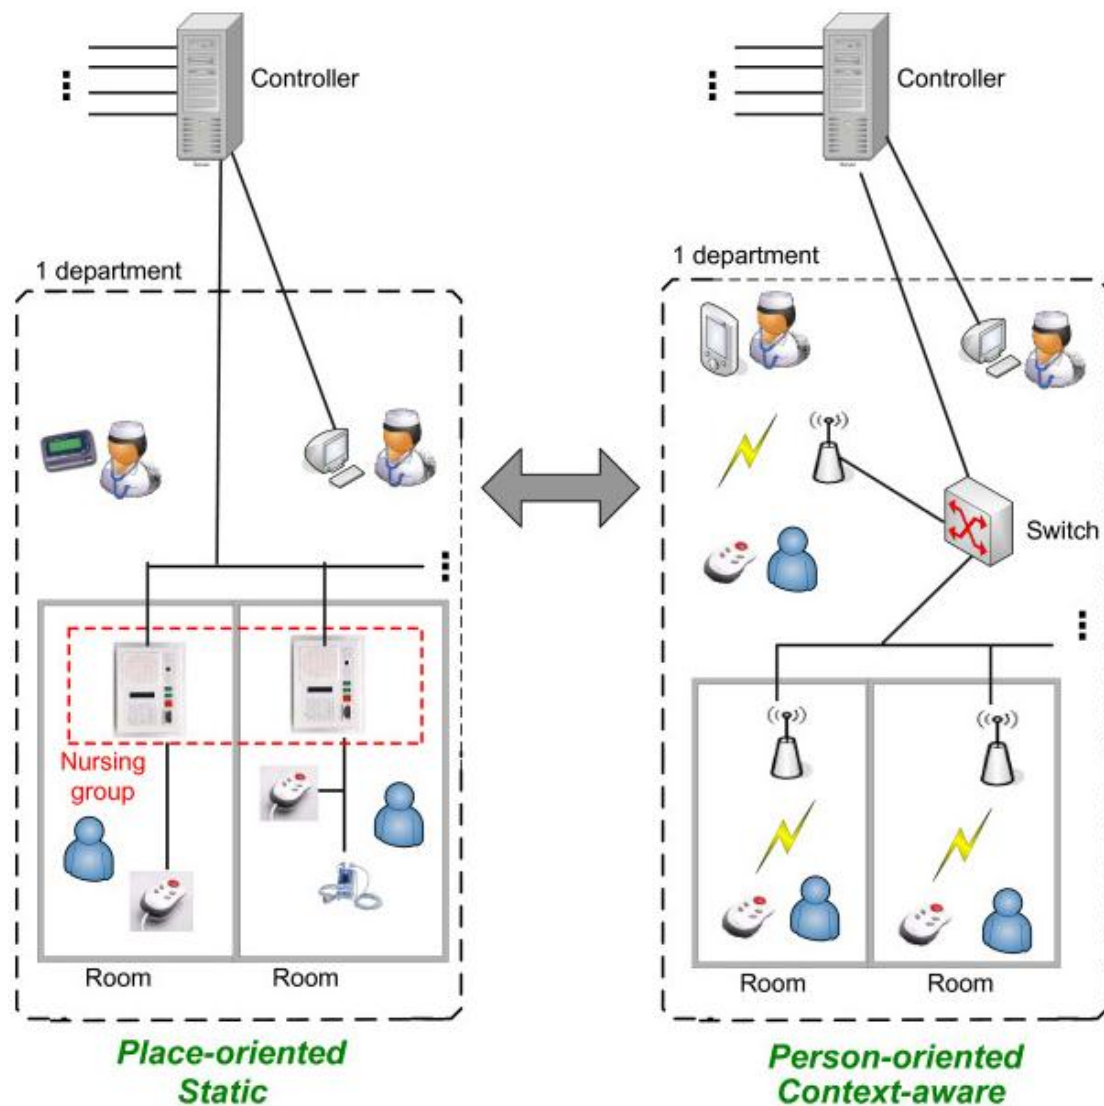 Controller
1 department
Nursing
group
Room
Room
Place-oriented
Static
Controller
1 department
Switch
Room
Room
Person-oriented
Context-aware